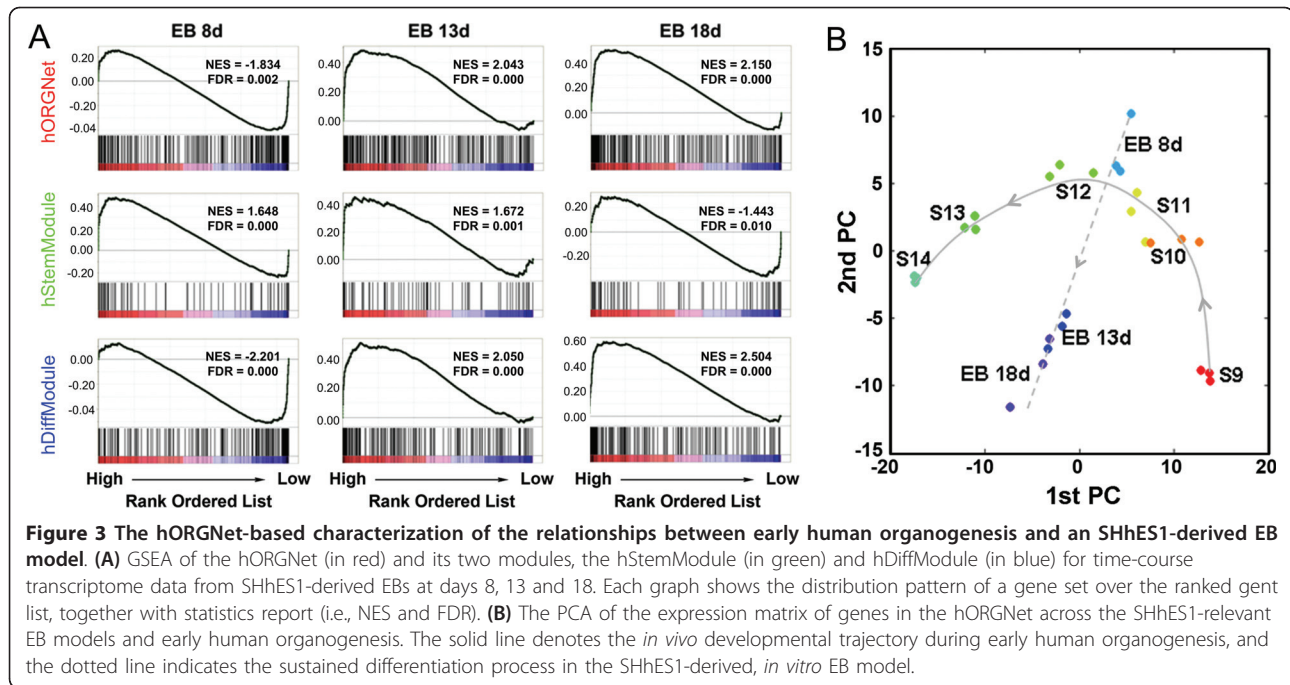 A
EB 8d
EB 13d
EB 18d
hORGNet
0.20
0.00
-0.04
NES = -1.834
FDR = 0.002
0.40
0.20
0.00
NES = 2.043
FDR = 0.000
0.40
0.20
0.00
NES = 2.150
FDR = 0.000
hStemModule
0.40
0.20
0.00
-0.20
NES = 1.648
FDR = 0.000
0.40
0.20
0.00
NES = 1.672
FDR = 0.001
0.20
0.00
-0.20
NES = -1.443
FDR = 0.010
hDiffModule
0.00
-0.04
NES = -2.201
FDR = 0.000
0.40
0.20
0.00
NES = 2.050
FDR = 0.000
0.60
0.40
0.20
0.00
NES = 2.504
FDR = 0.000
High Low
Rank Ordered List
High Low
Rank Ordered List
High Low
Rank Ordered List
B
15
10
5
0
-5
-10
-15
2nd PC
EB 8d
S12
S11
S13
S10
S14
EB 13d
EB 18d
S9
-20
-10
0
10
20
1st PC
Figure 3 The hORGNet-based characterization of the relationships between early human organogenesis and an SHhES1-derived EB
model. (A) GSEA of the hORGNet (in red) and its two modules, the hStemModule (in green) and hDiffModule (in blue) for time-course
transcriptome data from SHhES1-derived EBs at days 8, 13 and 18. Each graph shows the distribution pattern of a gene set over the ranked gent
list, together with statistics report (i.e., NES and FDR). (B) The PCA of the expression matrix of genes in the hORGNet across the SHhES1-relevant
EB models and early human organogenesis. The solid line denotes the in vivo developmental trajectory during early human organogenesis, and
the dotted line indicates the sustained differentiation process in the SHhES1-derived, in vitro EB model.